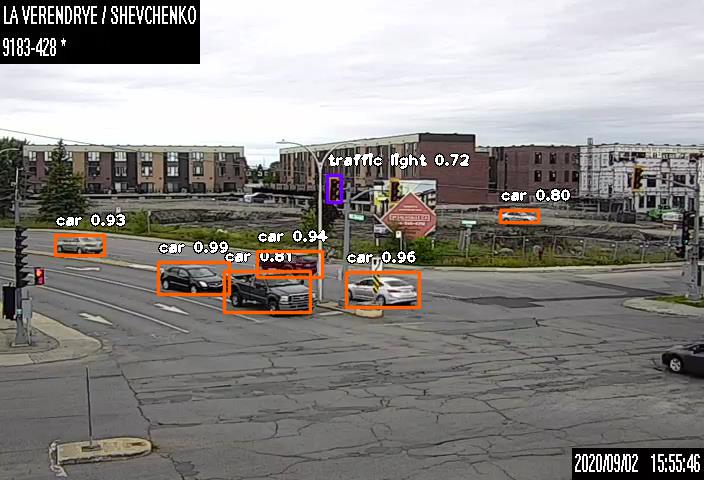 LA VERENDRYE / SHEVCHENKO
9183-428 *
traffic light 0.72
car 0.80
car 0.93
car 0.94
car 0.99
car 0.81
car 0.96
2020/09/02 15:55:46